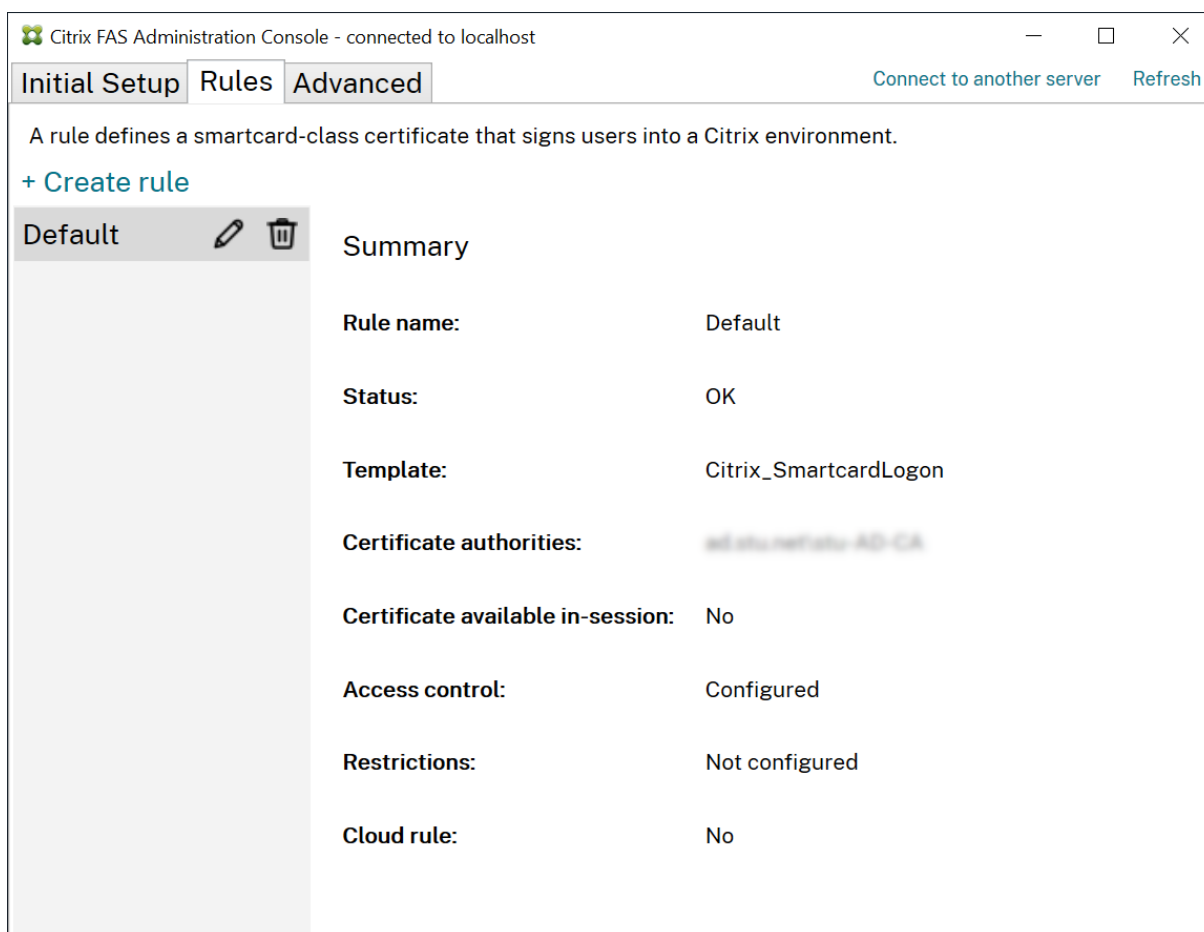 Citrix FAS Administration Console - connected to localhost
Initial Setup Rules Advanced Connect to another server Refresh
A rule defines a smartcard-class certificate that signs users into a Citrix environment.
+ Create rule
Default
Summary
Rule name: Default
Status: OK
Template: Citrix_SmartcardLogon
Certificate authorities:
Certificate available in-session: No
Access control: Configured
Restrictions: Not configured
Cloud rule: No